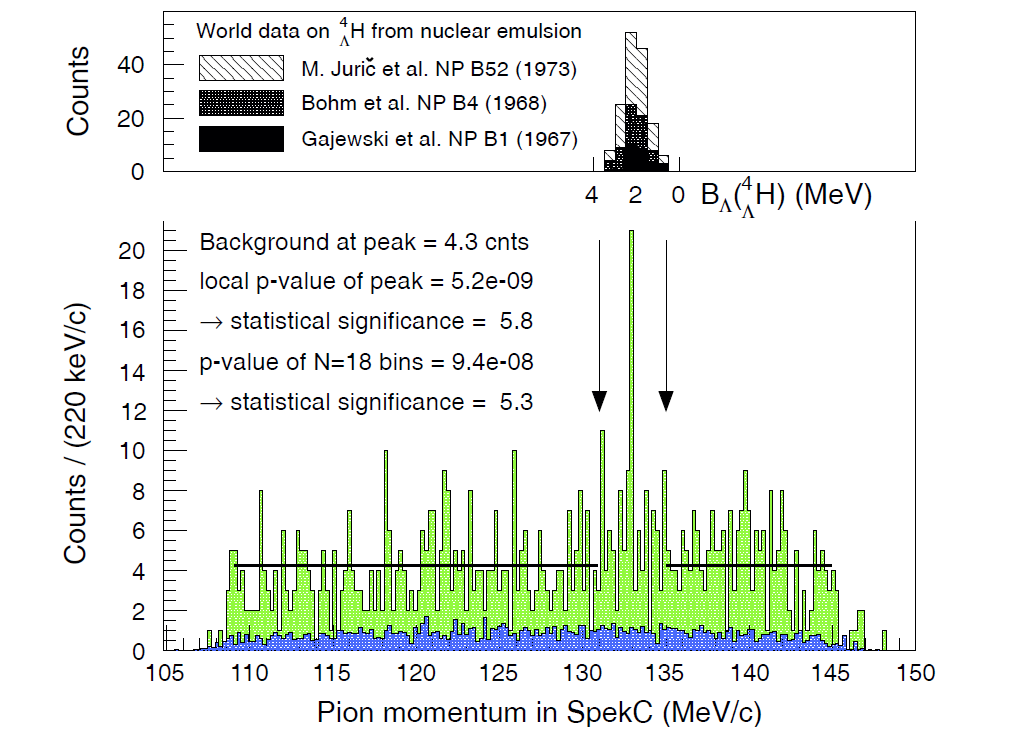 World data on ⁴ΛH from nuclear emulsion
M. Jurič et al. NP B52 (1973)
Bohm et al. NP B4 (1968)
Gajewski et al. NP B1 (1967)
Counts
40
20
0
4 2 0 BΛ(⁴ΛH) (MeV)
Background at peak = 4.3 cnts
local p-value of peak = 5.2e-09
→ statistical significance = 5.8
p-value of N=18 bins = 9.4e-08
→ statistical significance = 5.3
Counts / (220 keV/c)
20
18
16
14
12
10
8
6
4
2
0
105 110 115 120 125 130 135 140 145 150
Pion momentum in SpekC (MeV/c)